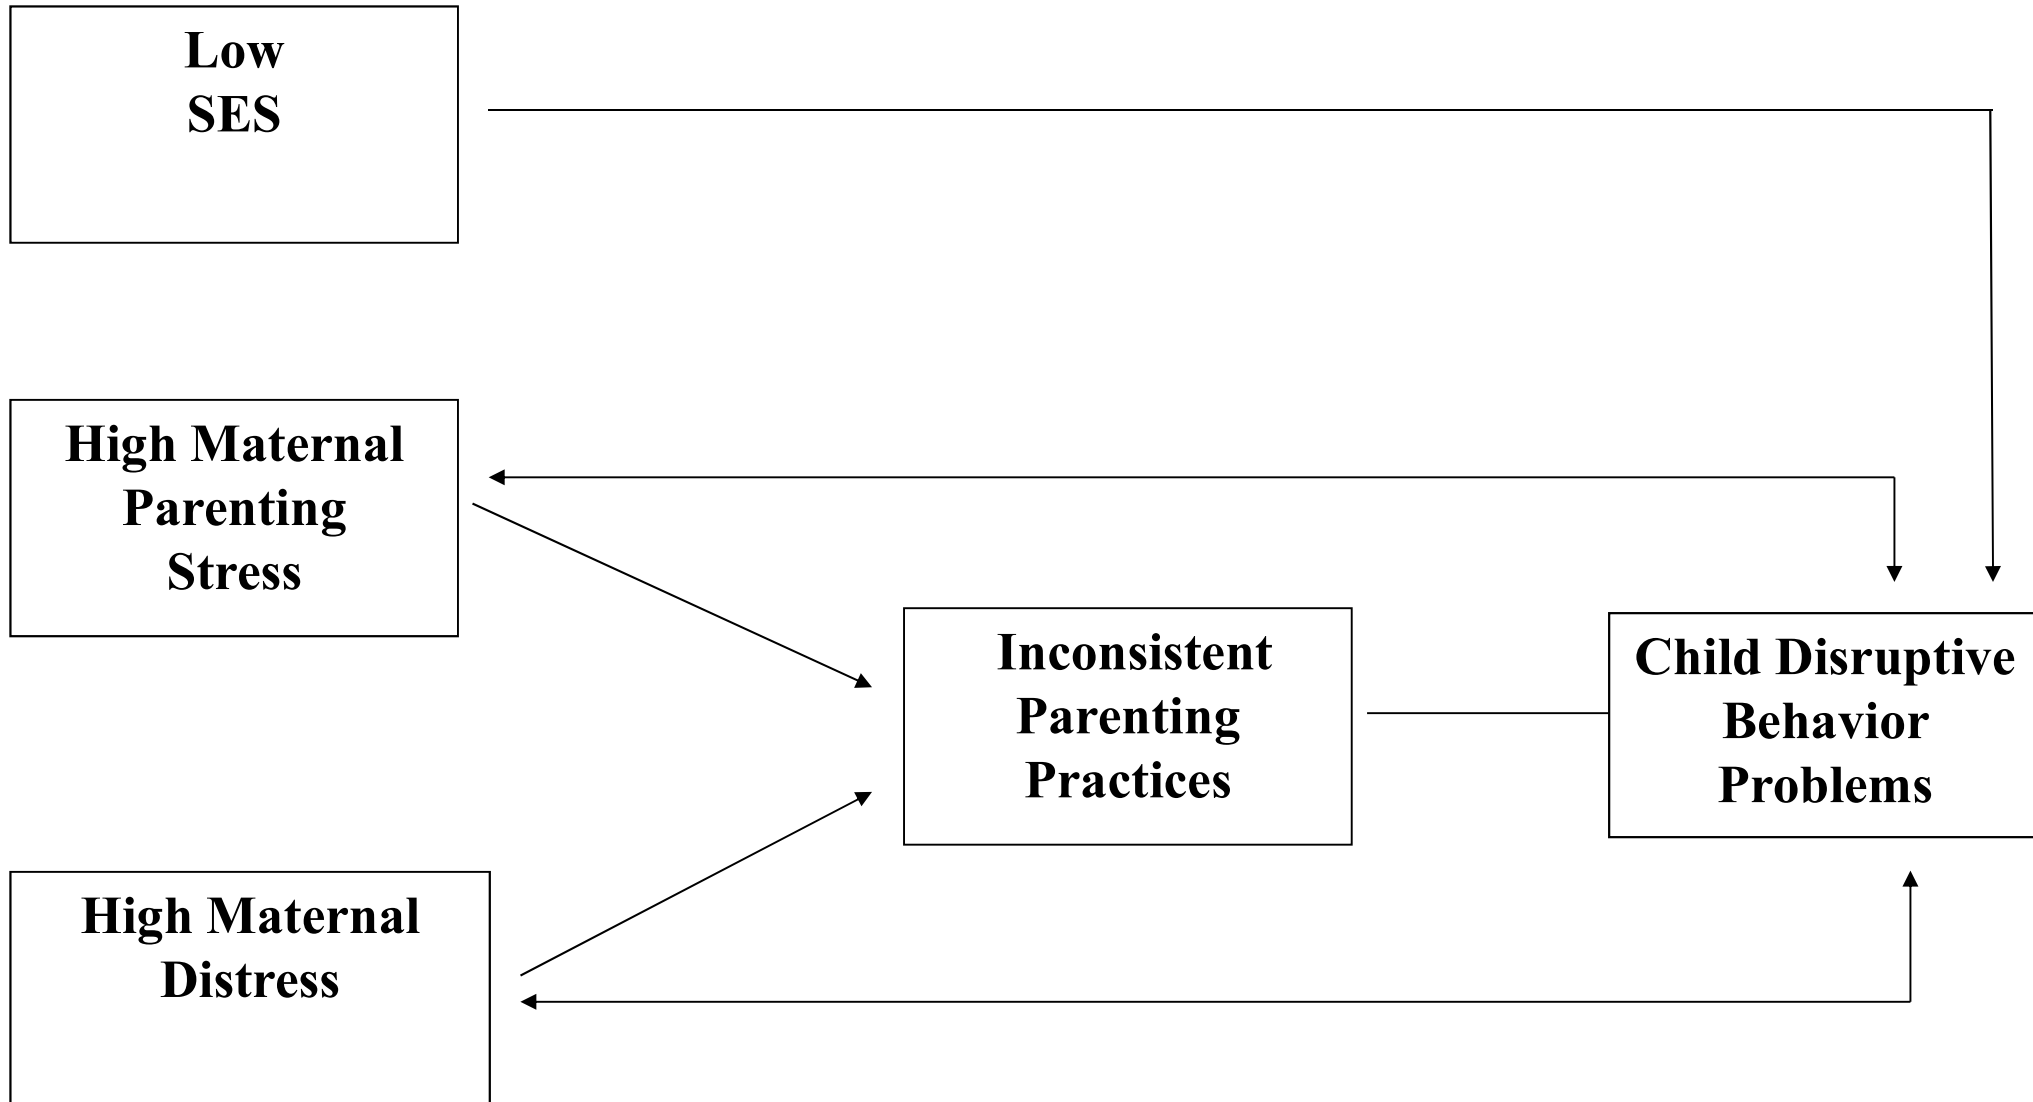 Low
SES
High Maternal
Parenting
Stress
Inconsistent
Parenting
Practices
Child Disruptive
Behavior
Problems
High Maternal
Distress